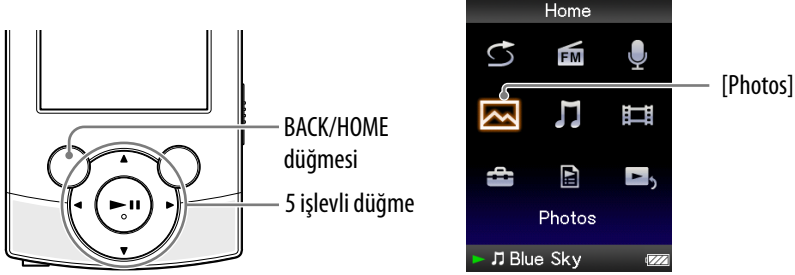 BACK/HOME
düğmesi
5 işlevli düğme
Home
FM
[Photos]
Photos
Blue Sky